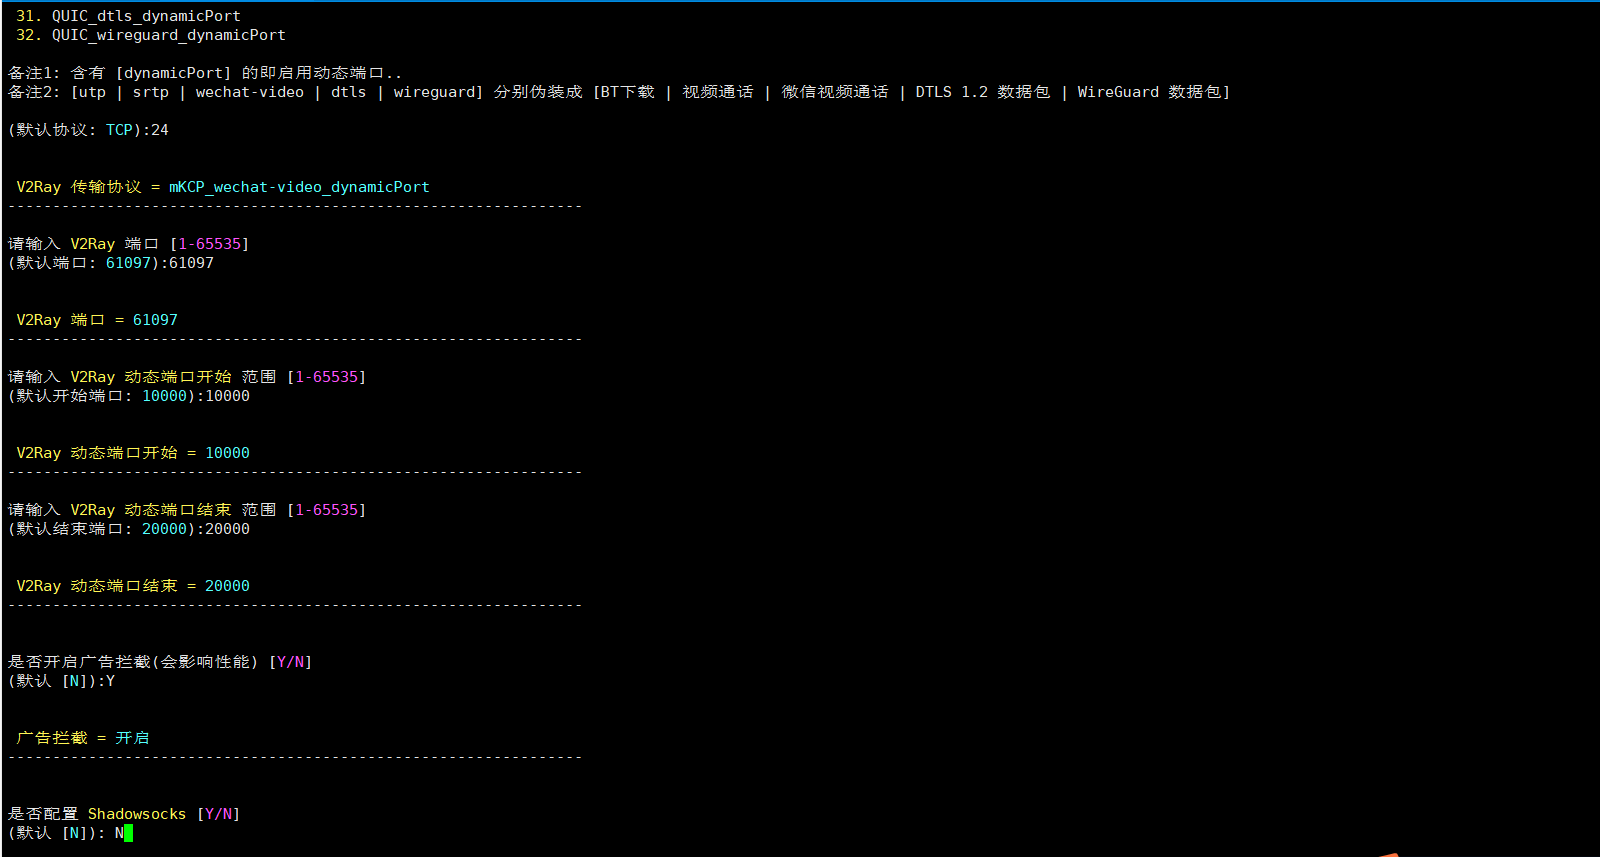 31. QUIC_dtls_dynamicPort
32. QUIC_wireguard_dynamicPort
备注1: 含有 [dynamicPort] 的即启用动态端口..
备注2: [utp | srtp | wechat-video | dtls | wireguard] 分别伪装成 [BT下载 | 视频通话 | 微信视频通话 | DTLS 1.2 数据包 | WireGuard 数据包]
(默认协议: TCP):24
V2Ray 传输协议 = mKCP_wechat-video_dynamicPort
----------------------------------------------------------------
请输入 V2Ray 端口 [1-65535]
(默认端口: 61097):61097
V2Ray 端口 = 61097
----------------------------------------------------------------
请输入 V2Ray 动态端口开始 范围 [1-65535]
(默认开始端口: 10000):10000
V2Ray 动态端口开始 = 10000
----------------------------------------------------------------
请输入 V2Ray 动态端口结束 范围 [1-65535]
(默认结束端口: 20000):20000
V2Ray 动态端口结束 = 20000
----------------------------------------------------------------
是否开启广告拦截(会影响性能) [Y/N]
(默认 [N]):Y
广告拦截 = 开启
----------------------------------------------------------------
是否配置 Shadowsocks [Y/N]
(默认 [N]): N